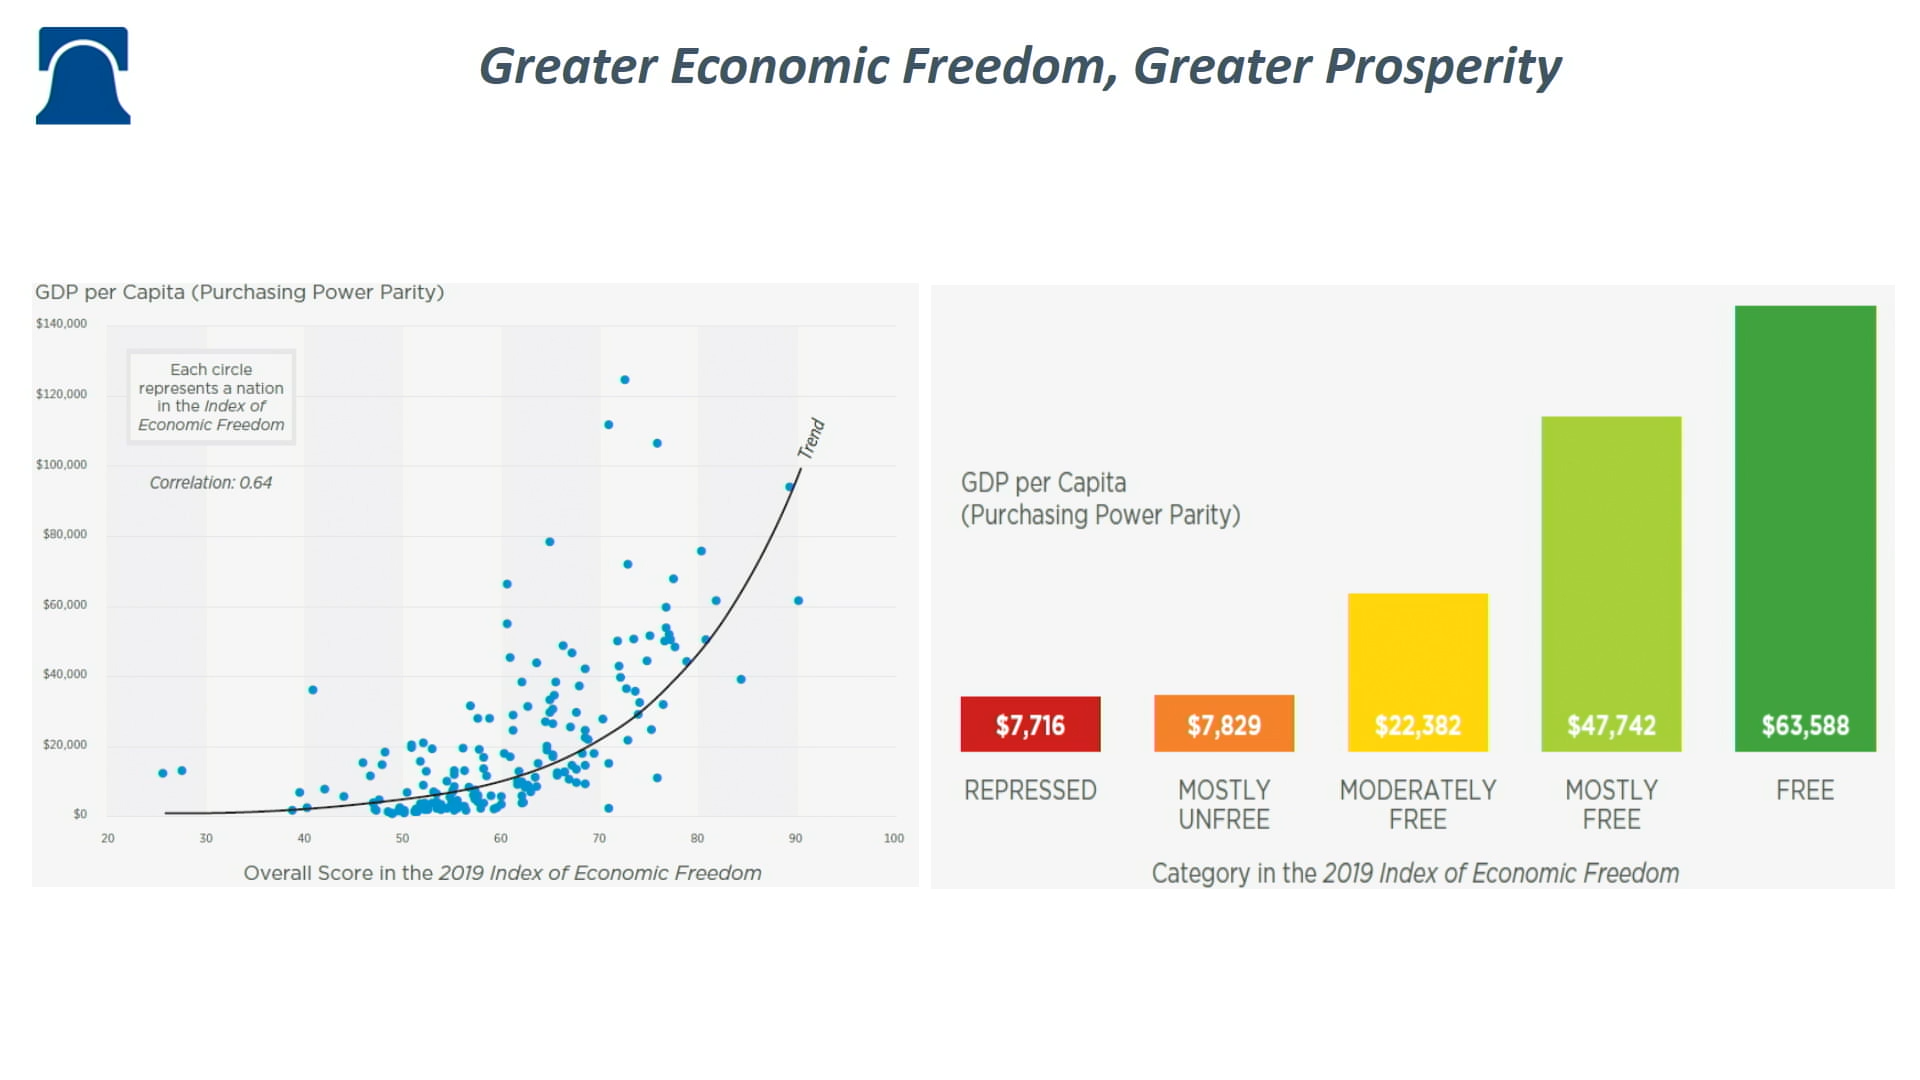 Greater Economic Freedom, Greater Prosperity
GDP per Capita (Purchasing Power Parity)
$140,000
$120,000
$100,000
$80,000
$60,000
$40,000
$20,000
$0
Each circle
represents a nation
in the Index of
Economic Freedom
Correlation: 0.64
Trend
20 30 40 50 60 70 80 90 100
Overall Score in the 2019 Index of Economic Freedom
GDP per Capita
(Purchasing Power Parity)
$7,716 $7,829 $22,382 $47,742 $63,588
REPRESSED MOSTLY MODERATELY MOSTLY FREE
UNFREE FREE FREE
Category in the 2019 Index of Economic Freedom